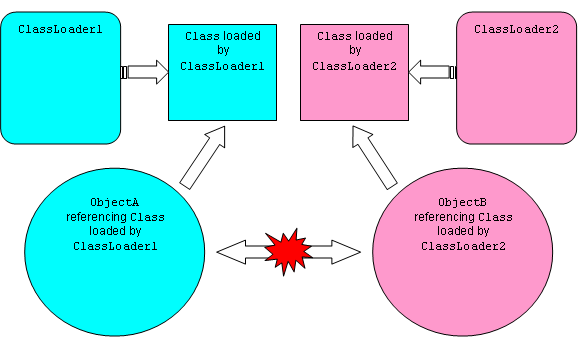 ClassLoader1
Class loaded
by
ClassLoader1
Class loaded
by
ClassLoader2
ClassLoader2
ObjectA
referencing Class
loaded by
ClassLoader1
ObjectB
referencing Class
loaded by
ClassLoader2